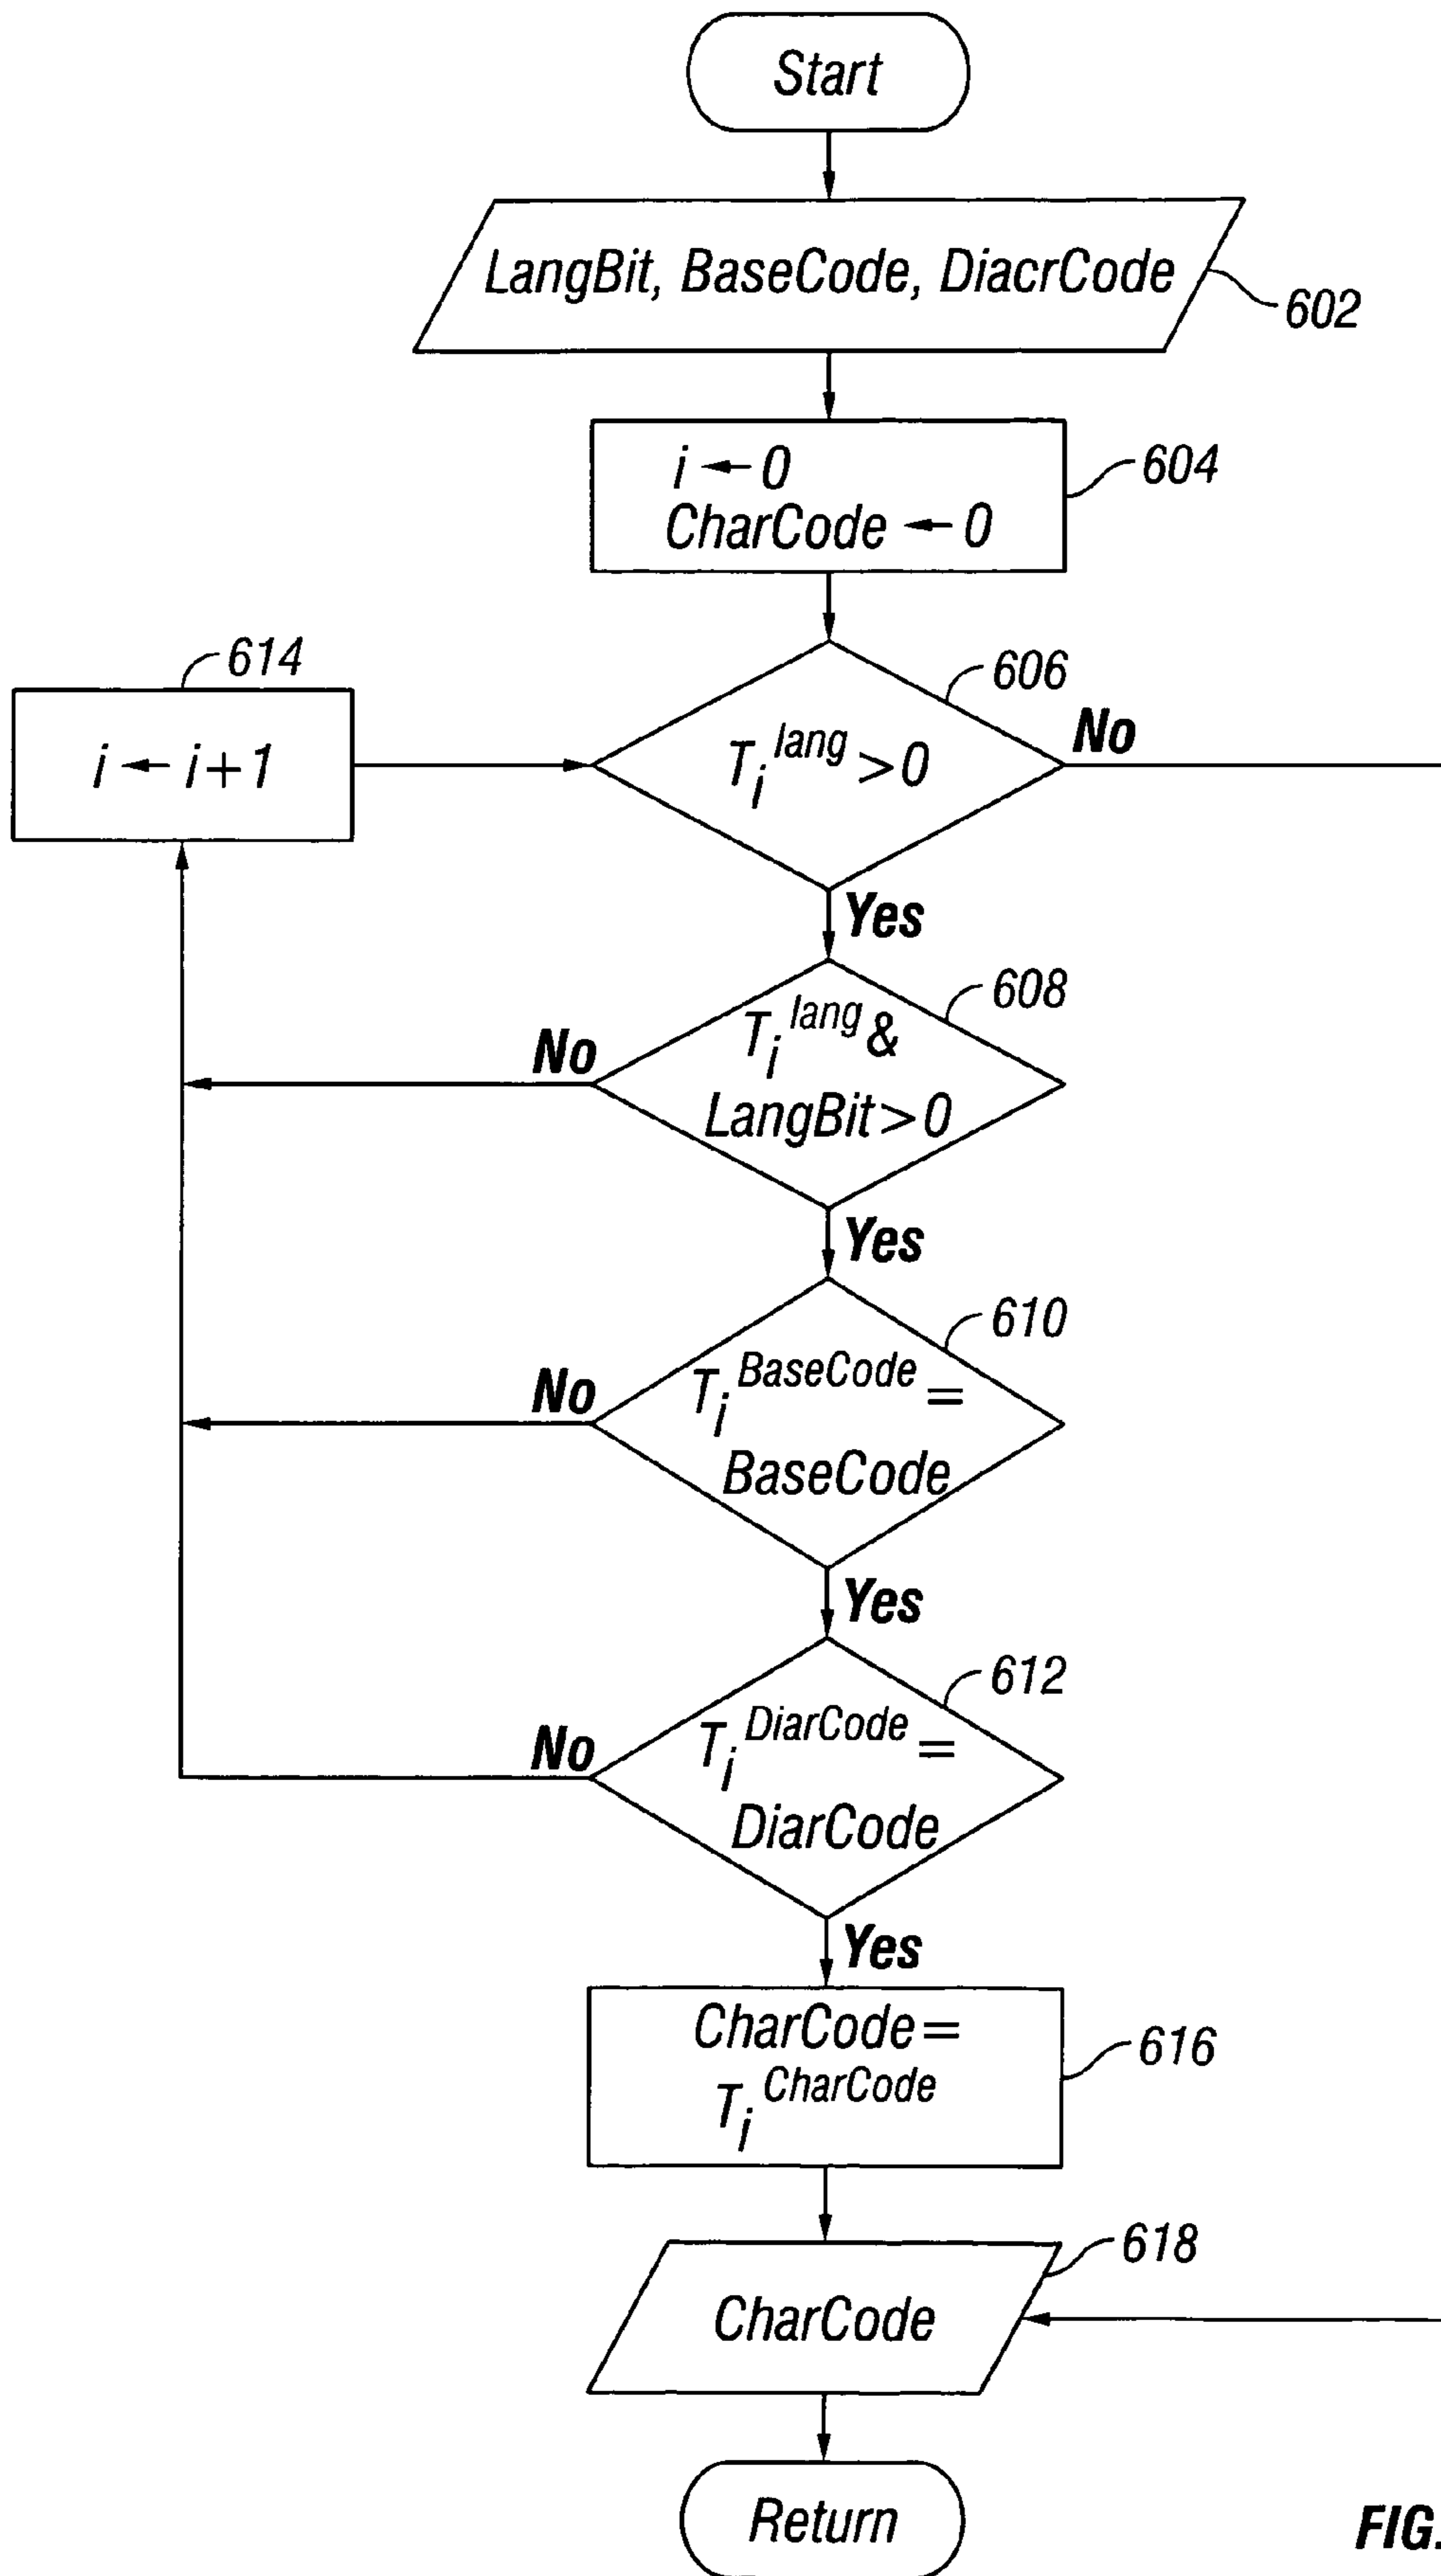 Start
LangBit, BaseCode, DiacrCode
602
i ← 0
CharCode ← 0
604
614
i ← i+1
606
T_i^lang >0
No
Yes
608
T_i^lang &
LangBit>0
No
Yes
610
T_i^BaseCode =
BaseCode
No
Yes
612
T_i^DiarCode =
DiarCode
No
Yes
CharCode=
T_i^CharCode
616
618
CharCode
Return
FIG.